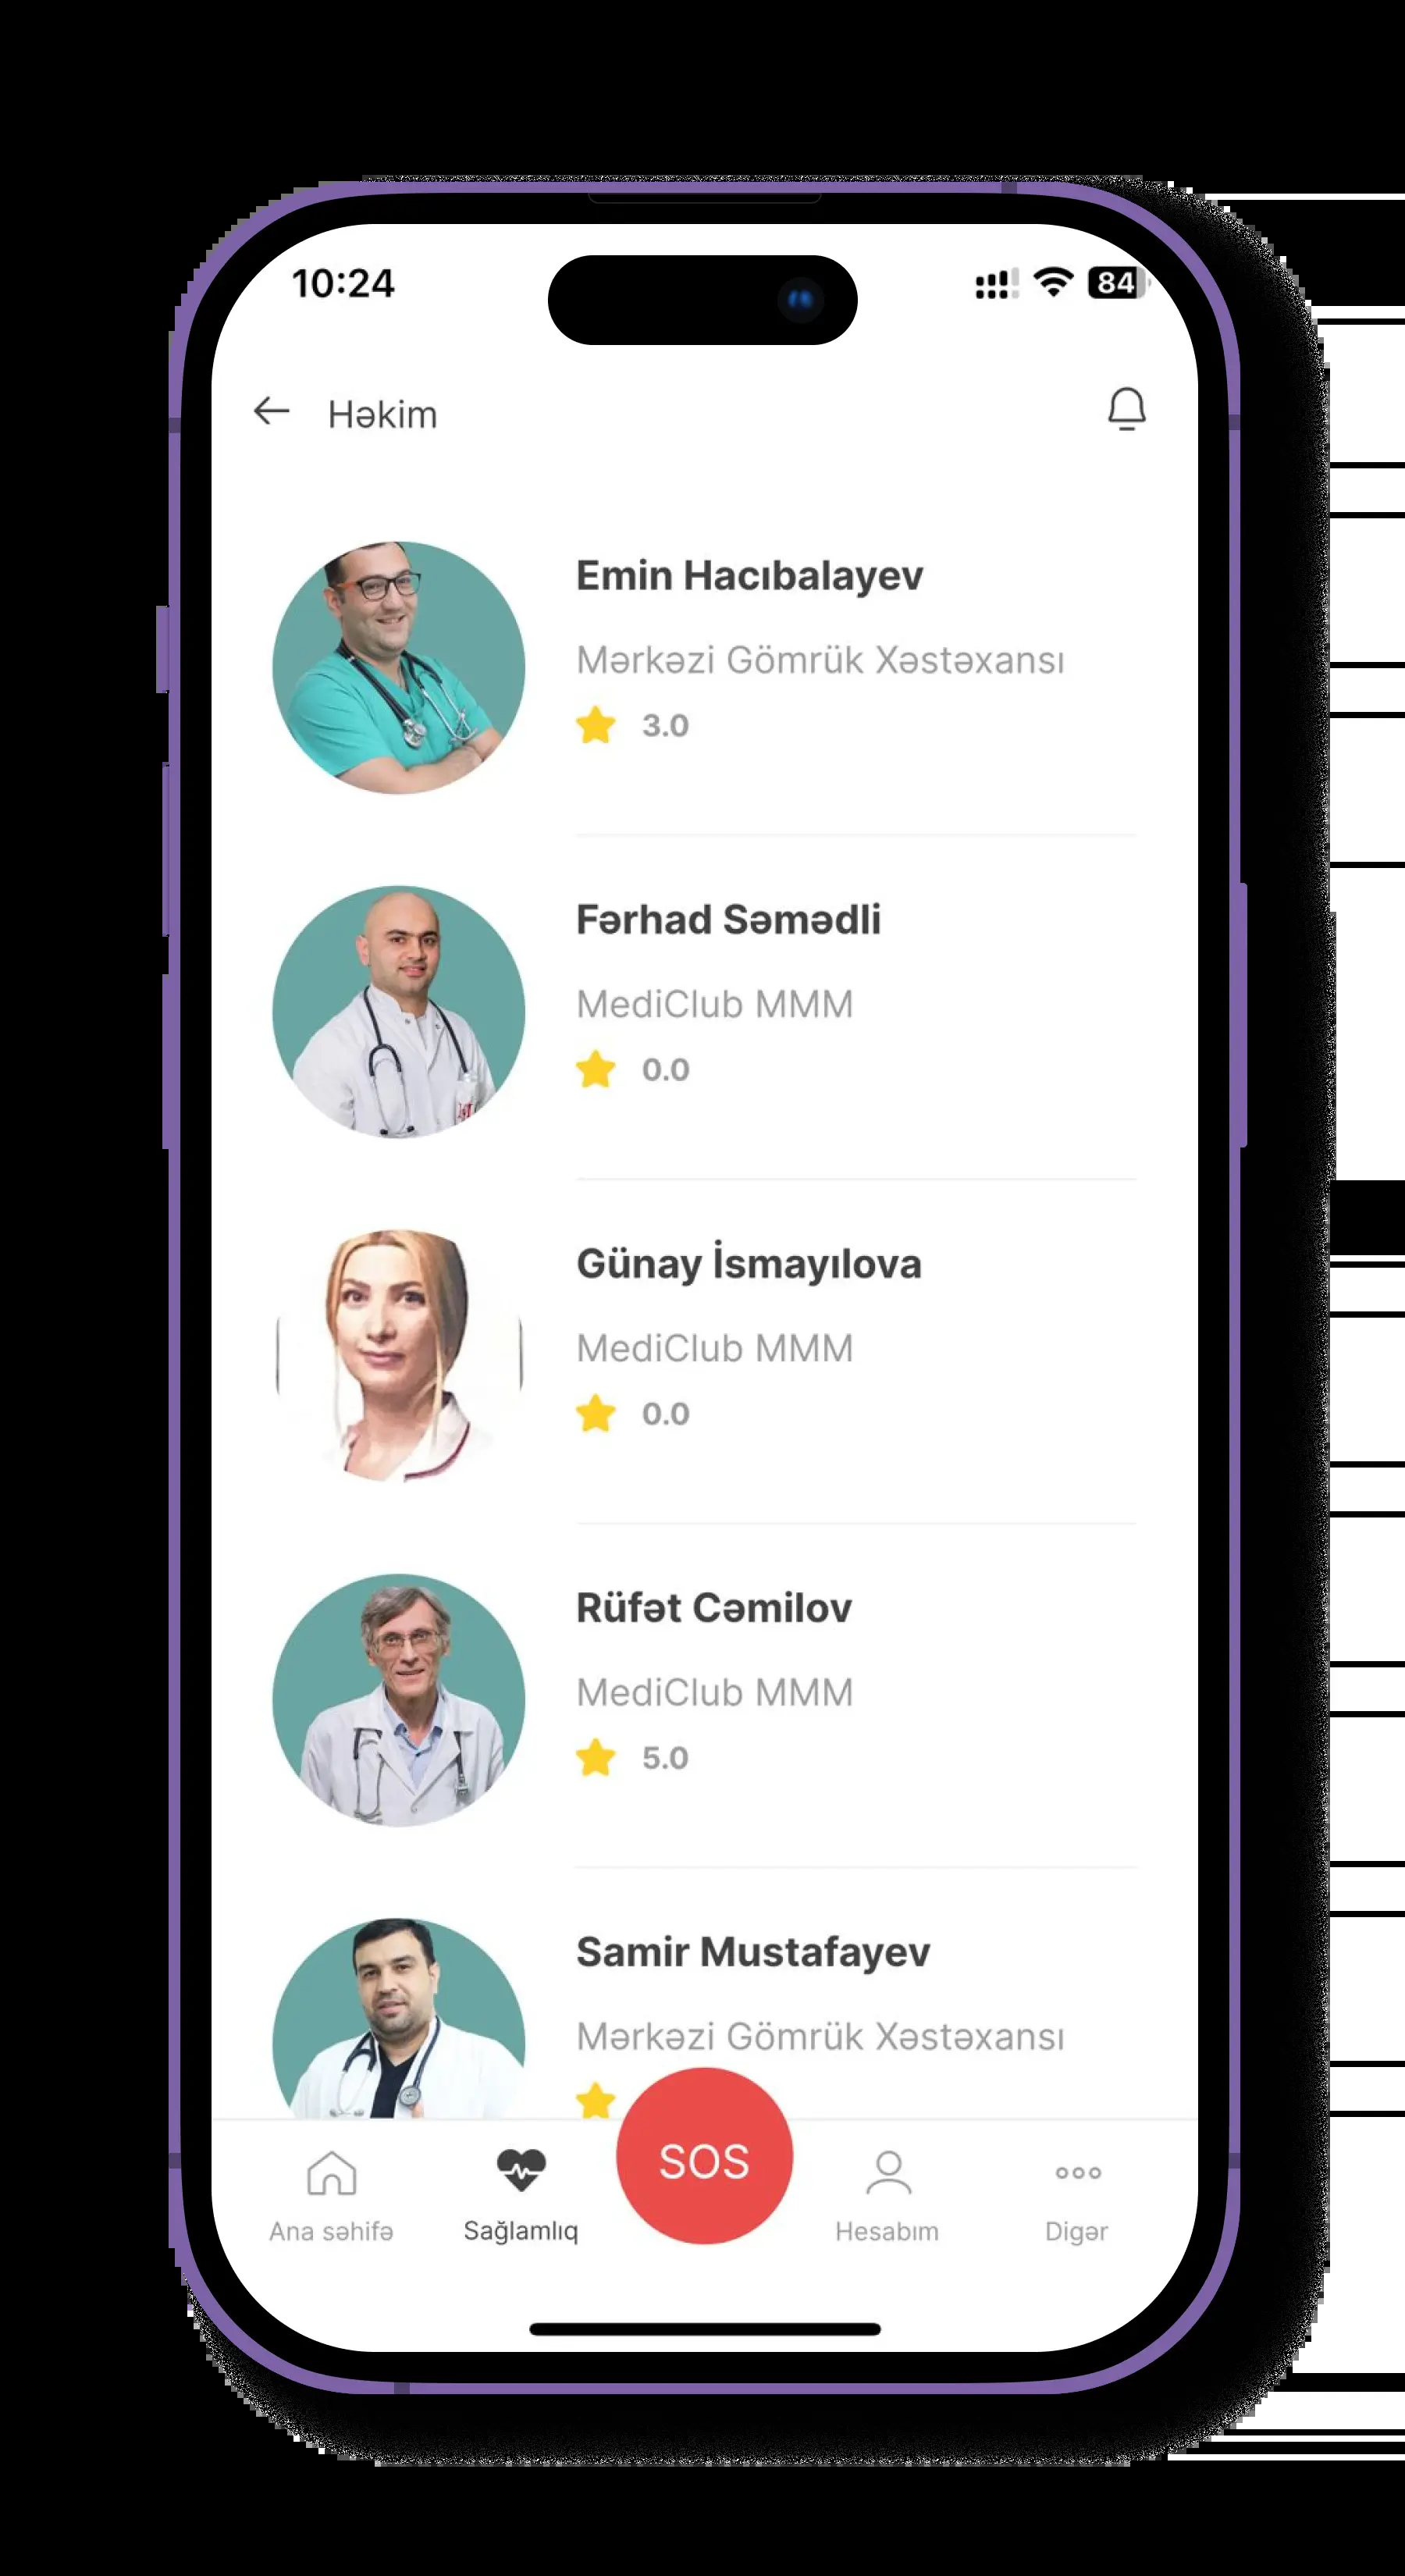 10:24
84
Həkim
Emin Hacıbalayev
Mərkəzi Gömrük Xəstəxansı
3.0
Fərhad Səmədli
MediClub MMM
0.0
Günay İsmayılova
MediClub MMM
0.0
Rüfət Cəmilov
MediClub MMM
5.0
Samir Mustafayev
Mərkəzi Gömrük Xəstəxansı
SOS
Ana səhifə
Sağlamlıq
Hesabım
Digər